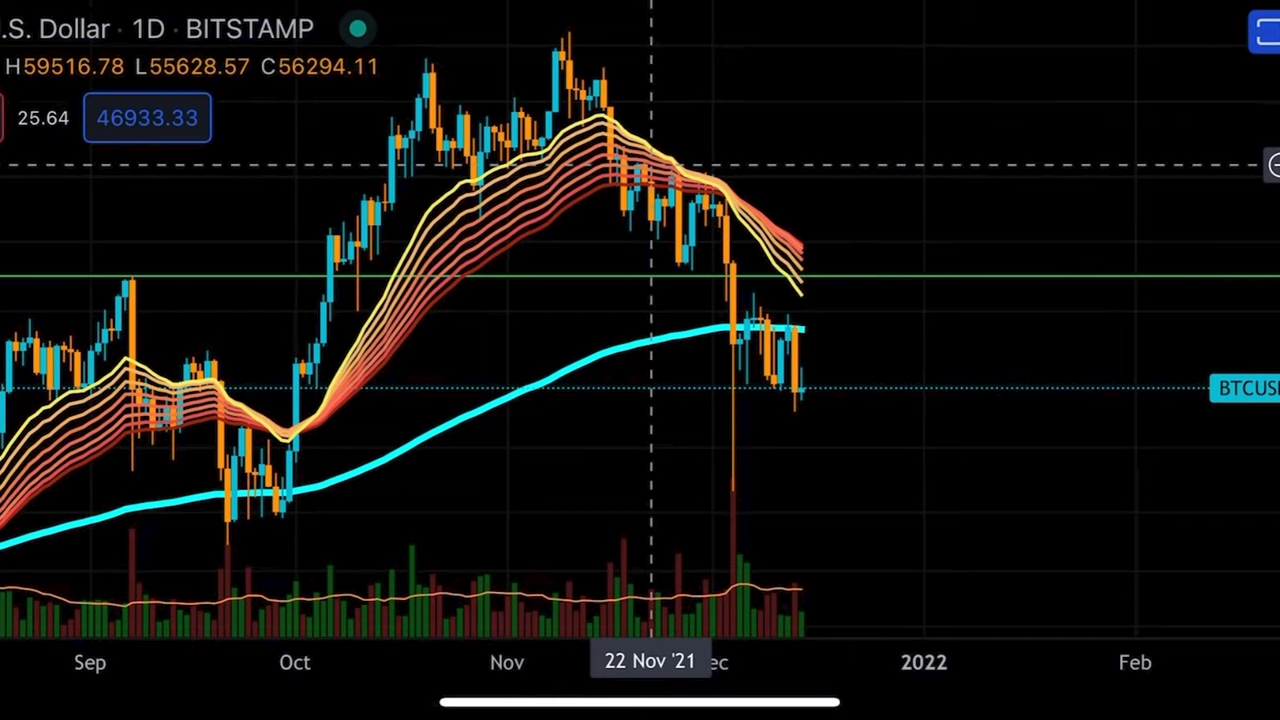 .S. Dollar · 1D · BITSTAMP
H59516.78 L55628.57 C56294.11
25.64 46933.33
BTCUS
Sep Oct Nov 22 Nov '21 ec 2022 Feb